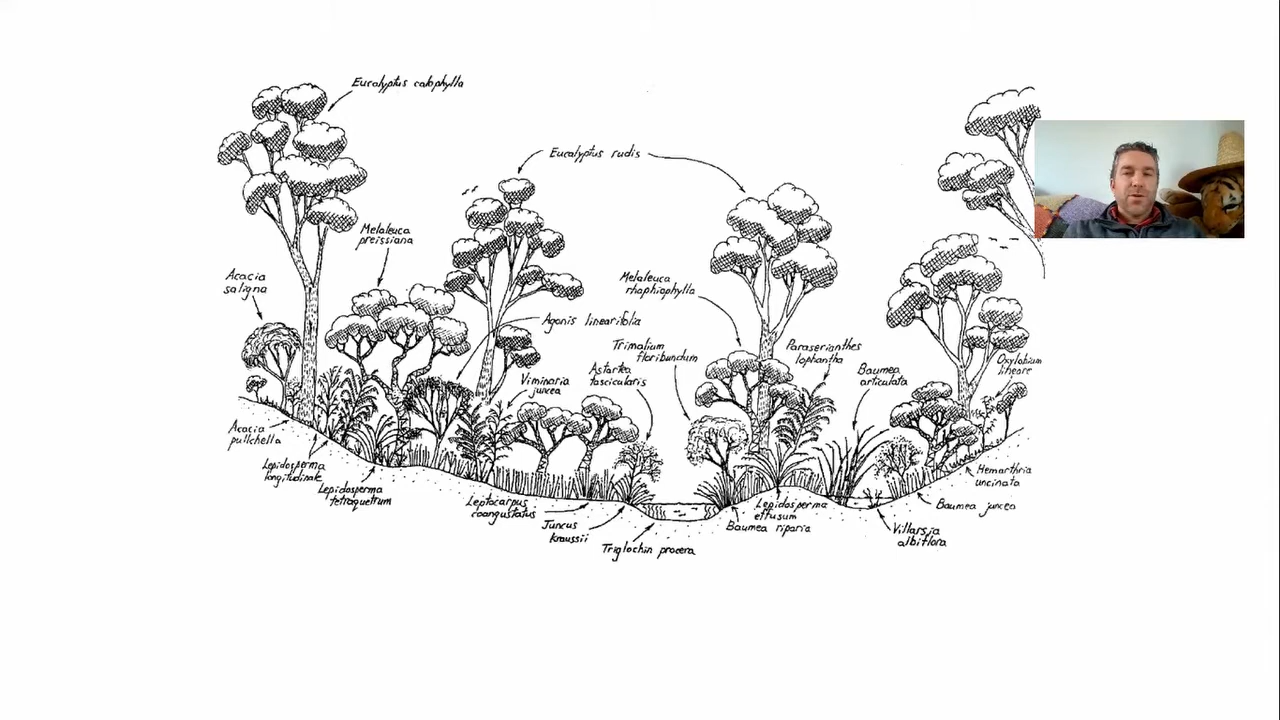 Eucalyptus calophylla
Eucalyptus rudis
Melaleuca
preissiana
Acacia
saligna
Melaleuca
rhaphiophylla
Agonis linearifolia
Trimalium
floribundum
Paraserianthes
lophantha
Oxylobium
lineare
Baumea
articulata
Astartea
fascicularis
Viminaria
juncea
Acacia
pullchella
Lepidosperma
longitudinale
Lepidosperma
tetraquetrum
Leptocarpus
coangustatus
Juncus
kraussii
Triglochin procera
Lepidosperma
effusum
Baumea riparia
Villarsia
albiflora
Baumea juncea
Hemarthria
uncinata